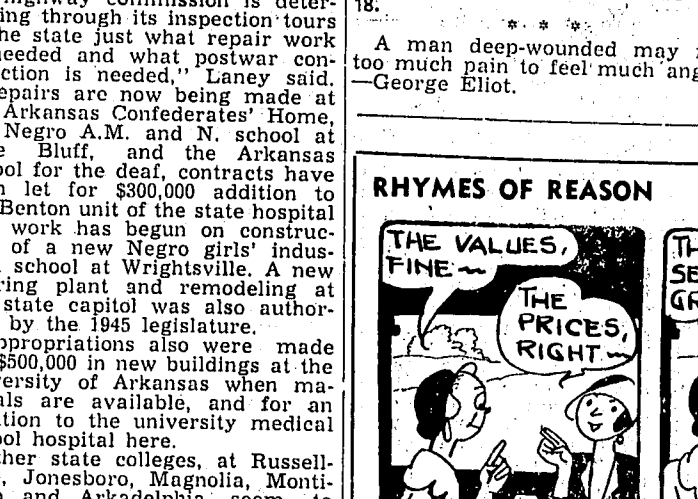 highway commission is deter-
ing through its inspection tours
he state just what repair work
needed and what postwar con-
ction is needed," Laney said.
epairs are now being made at
Arkansas Confederates' Home,
Negro A.M. and N. school at
e Bluff, and the Arkansas
ool for the deaf, contracts have
n let for $300,000 addition to
Benton unit of the state hospital
work has begun on construc-
of a new Negro girls' indus-
school at Wrightsville. A new
ring plant and remodeling at
state capitol was also author-
by the 1945 legislature.
ppropriations also were made
$500,000 in new buildings at the
versity of Arkansas when ma-
als are available, and for an
tion to the university medical
ool hospital here.
her state colleges, at Russell-
, Jonesboro, Magnolia, Monti-
and Arkadelphia seem to
18.
* * *
A man deep-wounded may
too much pain to feel much ang
—George Eliot.
RHYMES OF REASON
THE VALUES,
FINE~
THE
PRICES,
RIGHT~
TH
SE
GR